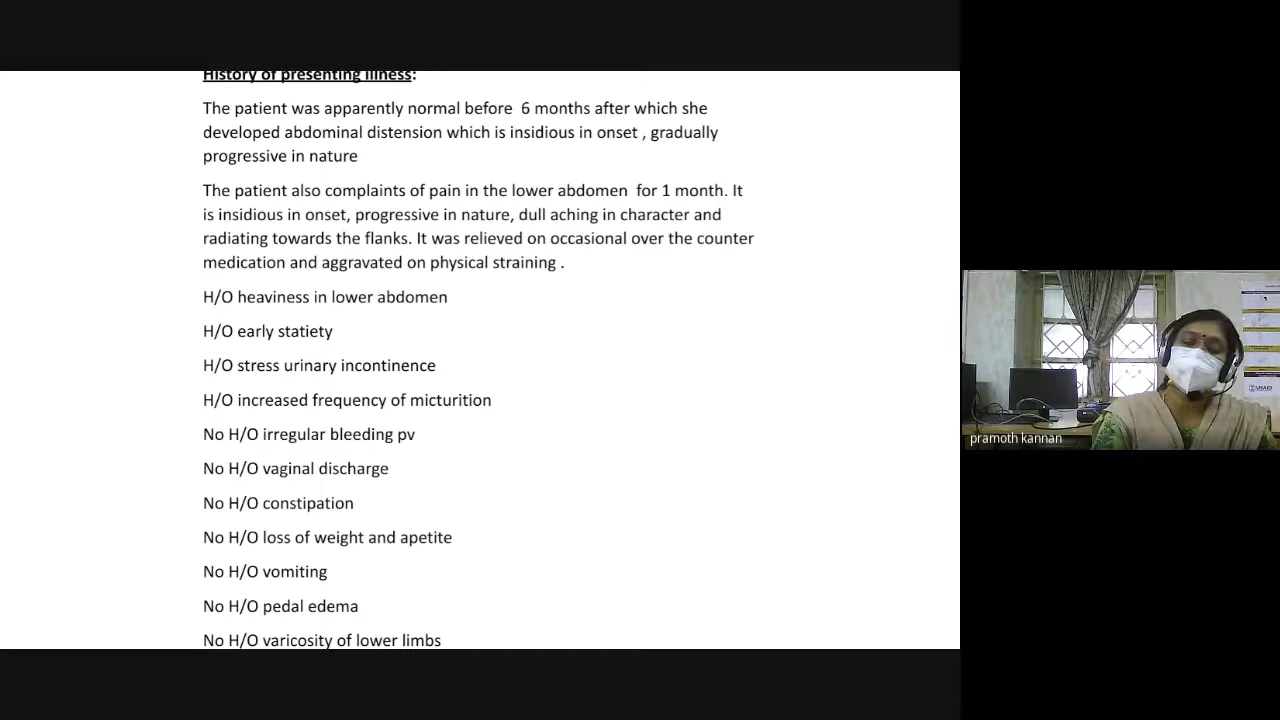 History of presenting illness:
The patient was apparently normal before 6 months after which she
developed abdominal distension which is insidious in onset , gradually
progressive in nature
The patient also complaints of pain in the lower abdomen for 1 month. It
is insidious in onset, progressive in nature, dull aching in character and
radiating towards the flanks. It was relieved on occasional over the counter
medication and aggravated on physical straining .
H/O heaviness in lower abdomen
H/O early statiety
H/O stress urinary incontinence
H/O increased frequency of micturition
No H/O irregular bleeding pv
No H/O vaginal discharge
No H/O constipation
No H/O loss of weight and apetite
No H/O vomiting
No H/O pedal edema
No H/O varicosity of lower limbs
USAID
pramoth kannan